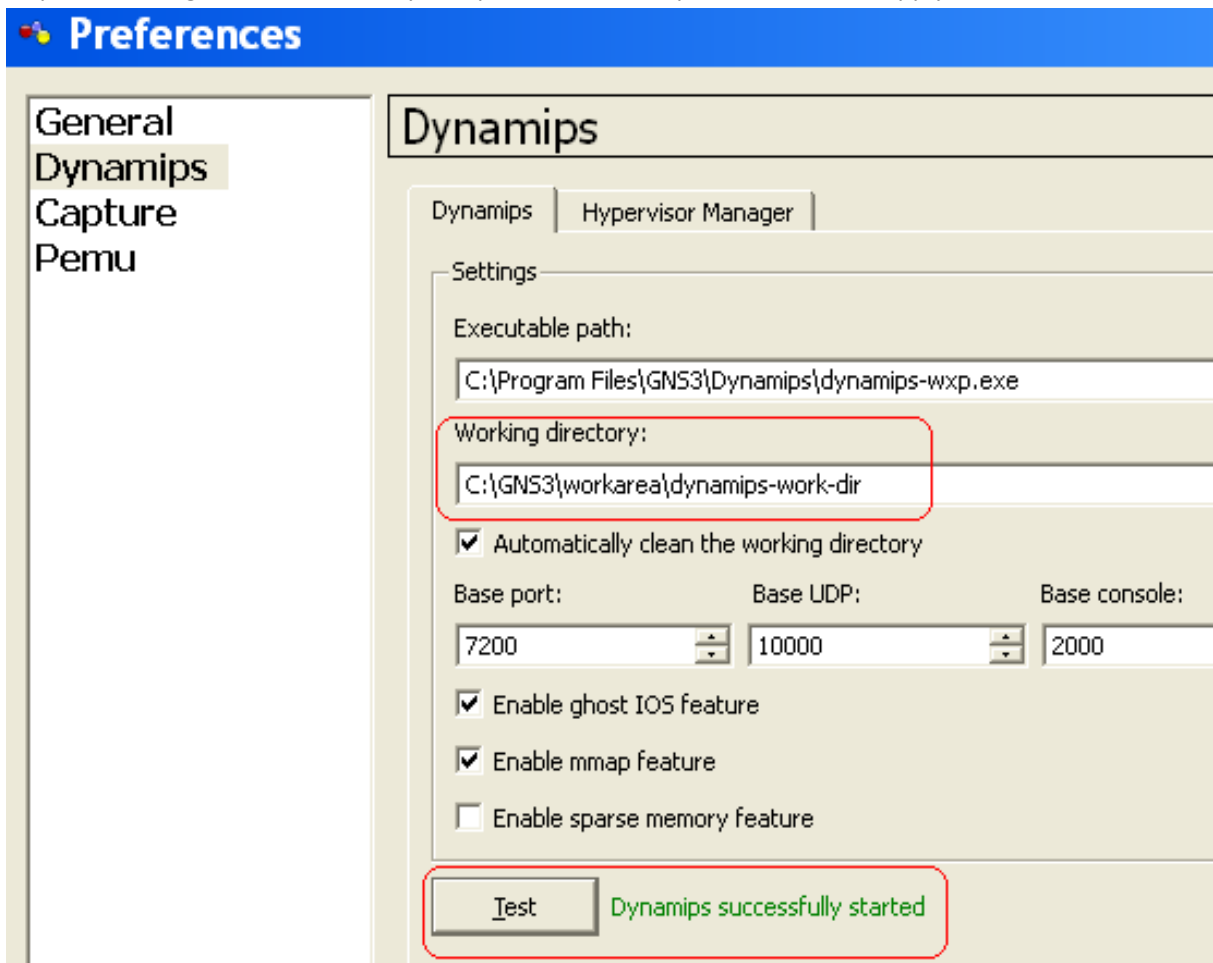 Preferences
General
Dynamips
Capture
Pemu
Dynamips
Dynamips Hypervisor Manager
Settings
Executable path:
C:\Program Files\GNS3\Dynamips\dynamips-wxp.exe
Working directory:
C:\GNS3\workarea\dynamips-work-dir
Automatically clean the working directory
Base port: Base UDP: Base console:
7200 10000 2000
Enable ghost IOS feature
Enable mmap feature
Enable sparse memory feature
Test Dynamips successfully started